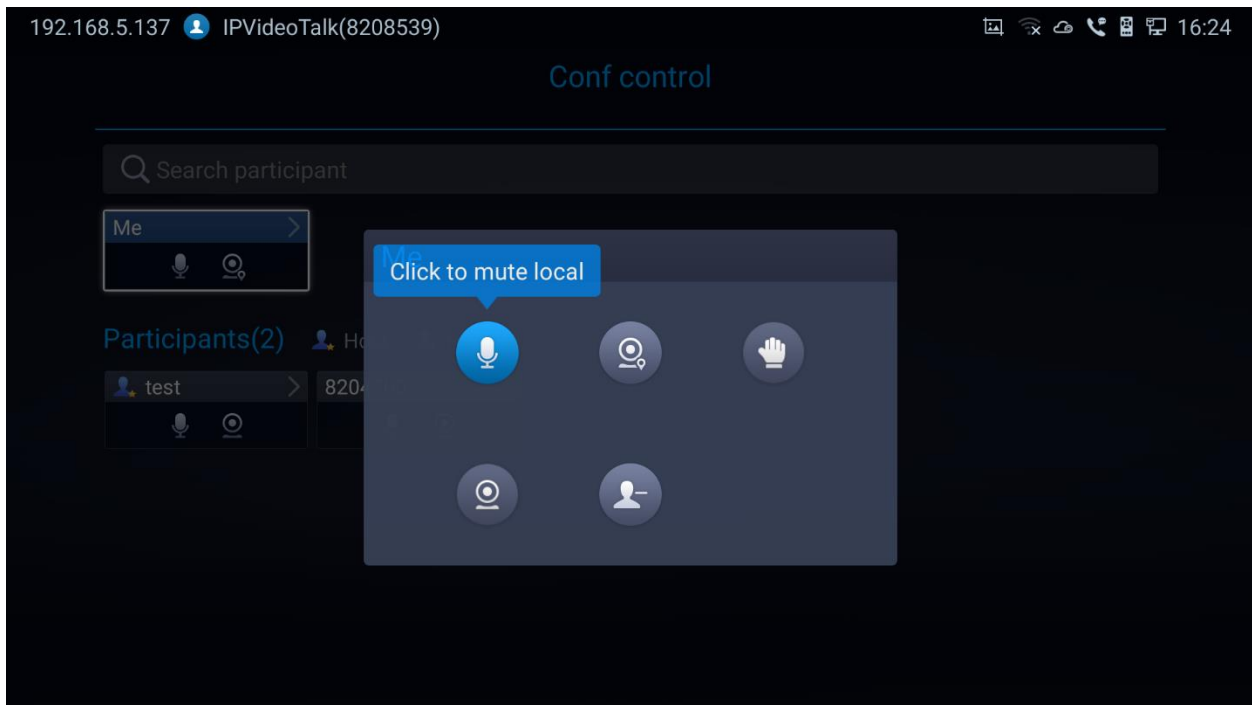 192.168.5.137 IPVideoTalk(8208539) 16:24
Conf control
Search participant
Me
Me
Click to mute local
Participants(2)
test